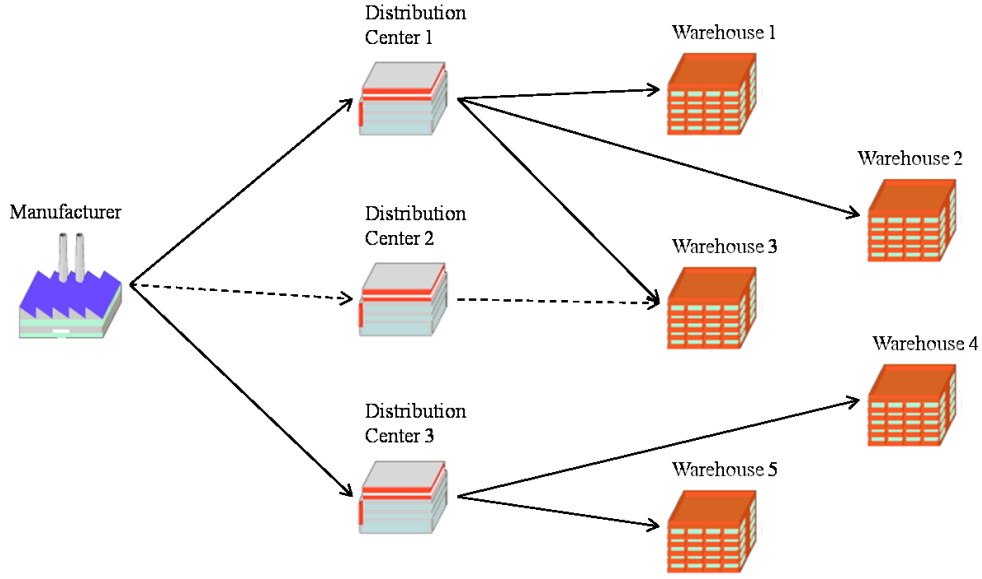 Distribution
Center 1
Warehouse 1
Warehouse 2
Manufacturer
Distribution
Center 2
Warehouse 3
Warehouse 4
Distribution
Center 3
Warehouse 5